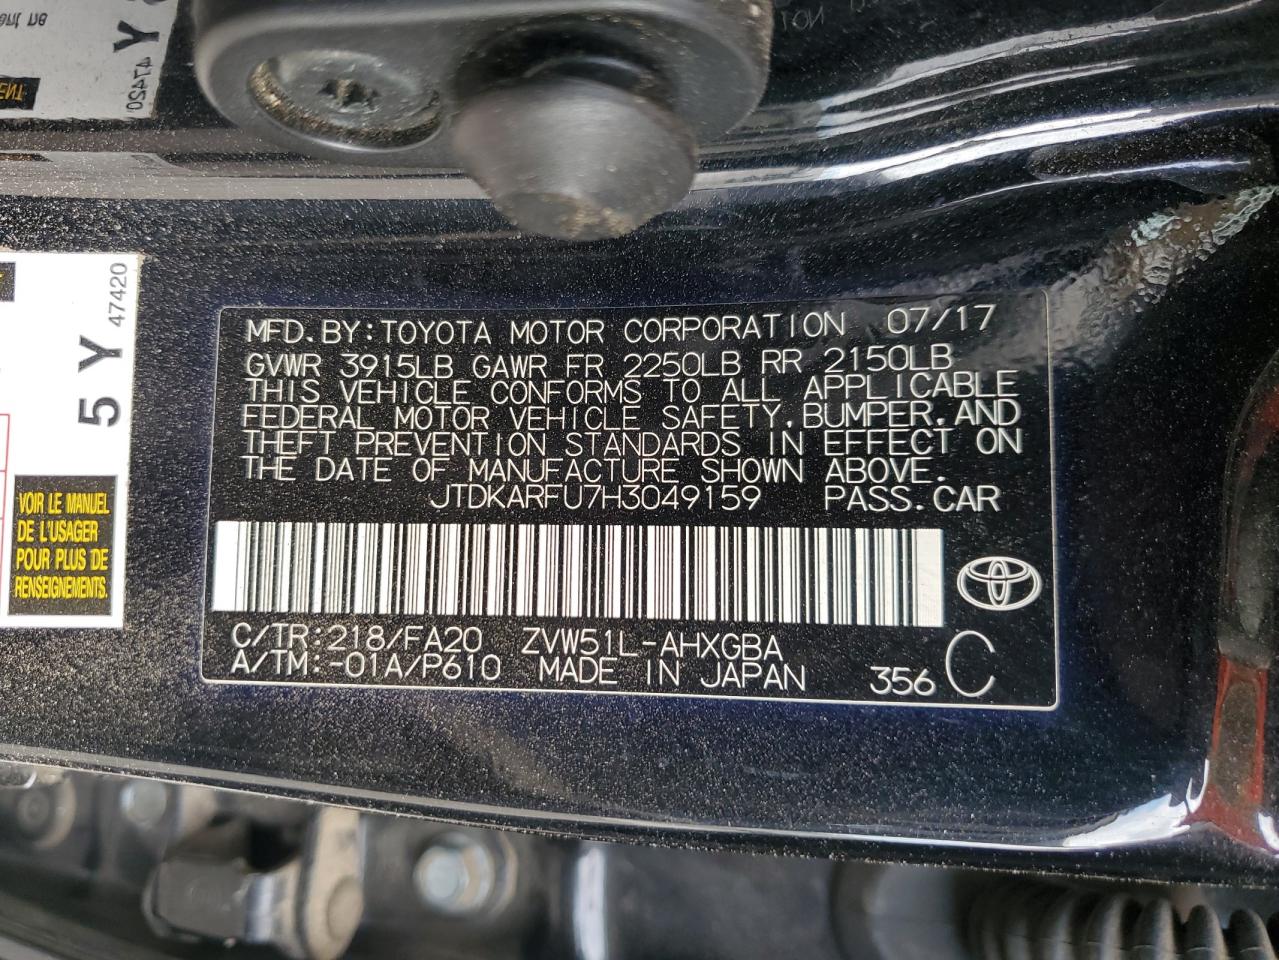 47420
Y
5 Y
47420
VOIR LE MANUEL
DE L'USAGER
POUR PLUS DE
RENSEIGNEMENTS.
MFD.BY:TOYOTA MOTOR CORPORATION 07/17
GVWR 3915LB GAWR FR 2250LB RR 2150LB
THIS VEHICLE CONFORMS TO ALL APPLICABLE
FEDERAL MOTOR VEHICLE SAFETY,BUMPER,AND
THEFT PREVENTION STANDARDS IN EFFECT ON
THE DATE OF MANUFACTURE SHOWN ABOVE.
JTDKARFU7H3049159 PASS.CAR
C/TR:218/FA20 ZVW51L-AHXGBA
A/TM:-01A/P610 MADE IN JAPAN 356 C